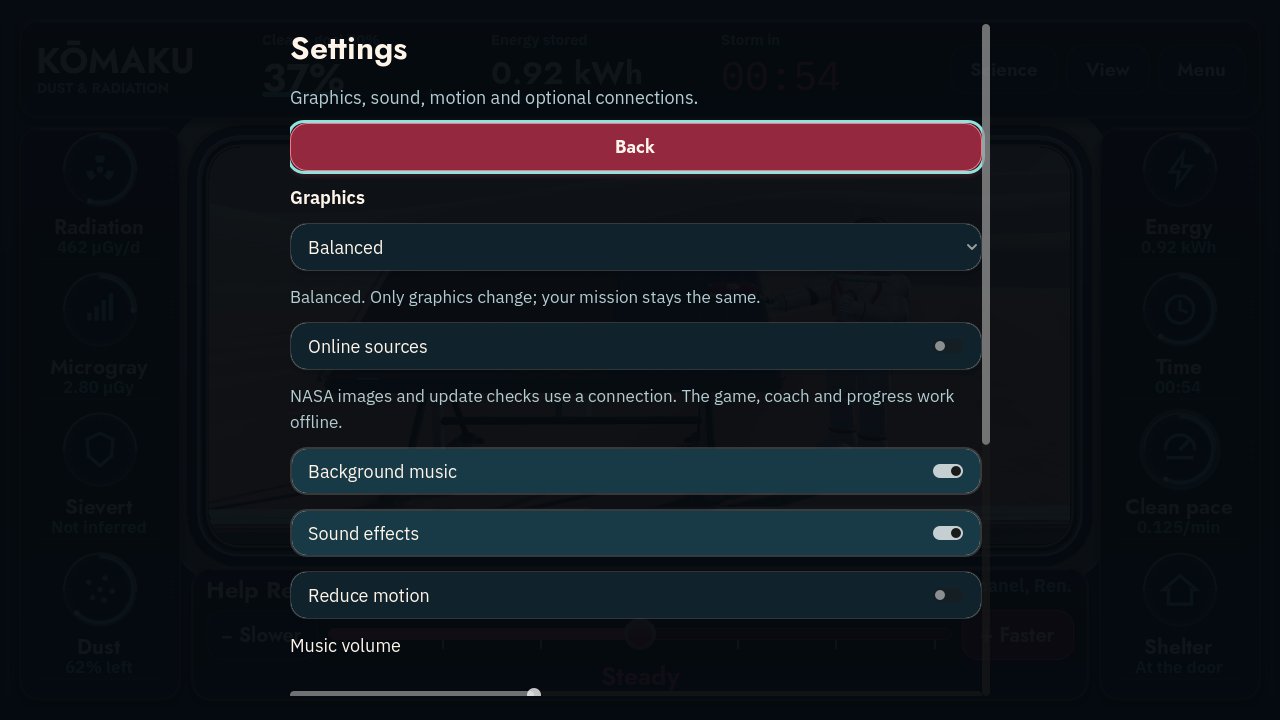 Settings
Graphics, sound, motion and optional connections.
Back
Graphics
Balanced
Balanced. Only graphics change; your mission stays the same.
Online sources
NASA images and update checks use a connection. The game, coach and progress work
offline.
Background music
Sound effects
Reduce motion
Music volume
KŌMAKU
DUST & RADIATION
37%
Energy stored
0.92 kWh
Storm in
00:54
Science
View
Menu
Radiation
462 µGy/d
Microgray
2.80 µGy
Sievert
Not inferred
Dust
62% left
Energy
0.92 kWh
Time
00:54
Clean pace
0.125/min
Shelter
At the door
– Slower
Steady
Faster